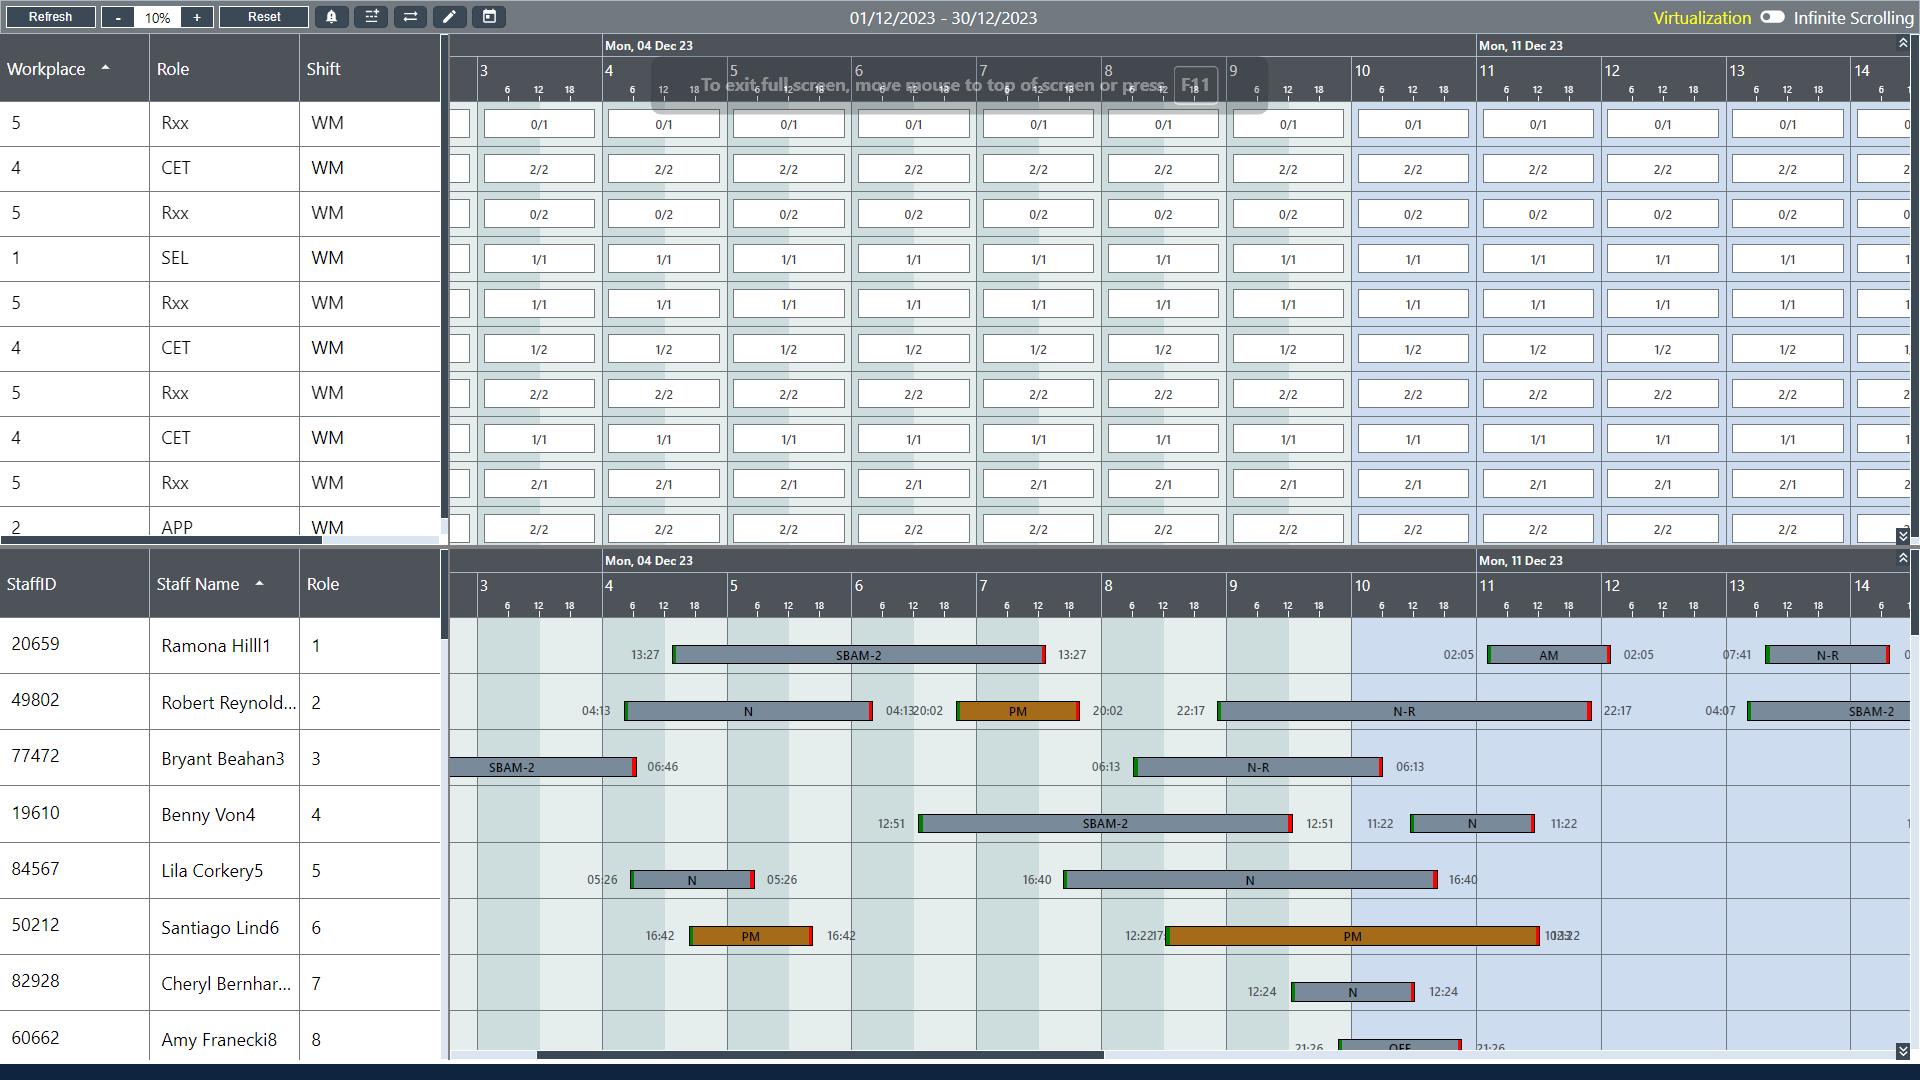 Refresh - 10% + Reset 01/12/2023 - 30/12/2023 Virtualization Infinite Scrolling
Mon, 04 Dec 23 Mon, 11 Dec 23
Workplace Role Shift 3 4 5 6 7 8 9 10 11 12 13 14
To exit full screen, move mouse to top of screen or press F11
6 12 18 6 12 18 6 12 18 6 12 18 6 12 18 6 12 18 6 12 18 6 12 18 6 12 18 6 12 18 6 12 18 6
5 Rxx WM 0/1 0/1 0/1 0/1 0/1 0/1 0/1 0/1 0/1 0/1 0/1
4 CET WM 2/2 2/2 2/2 2/2 2/2 2/2 2/2 2/2 2/2 2/2 2/2
5 Rxx WM 0/2 0/2 0/2 0/2 0/2 0/2 0/2 0/2 0/2 0/2 0/2
1 SEL WM 1/1 1/1 1/1 1/1 1/1 1/1 1/1 1/1 1/1 1/1 1/1
5 Rxx WM 1/1 1/1 1/1 1/1 1/1 1/1 1/1 1/1 1/1 1/1 1/1
4 CET WM 1/2 1/2 1/2 1/2 1/2 1/2 1/2 1/2 1/2 1/2 1/2
5 Rxx WM 2/2 2/2 2/2 2/2 2/2 2/2 2/2 2/2 2/2 2/2 2/2
4 CET WM 1/1 1/1 1/1 1/1 1/1 1/1 1/1 1/1 1/1 1/1 1/1
5 Rxx WM 2/1 2/1 2/1 2/1 2/1 2/1 2/1 2/1 2/1 2/1 2/1
2 APP WM 2/2 2/2 2/2 2/2 2/2 2/2 2/2 2/2 2/2 2/2 2/2
Mon, 04 Dec 23 Mon, 11 Dec 23
StaffID Staff Name Role 3 4 5 6 7 8 9 10 11 12 13 14
6 12 18 6 12 18 6 12 18 6 12 18 6 12 18 6 12 18 6 12 18 6 12 18 6 12 18 6 12 18 6 12 18 6
20659 Ramona Hilll1 1 13:27 SBAM-2 13:27 02:05 AM 02:05 07:41 N-R
49802 Robert Reynold... 2 04:13 N 04:13 20:02 PM 20:02 22:17 N-R 22:17 04:07 SBAM-2
77472 Bryant Beahan3 3 SBAM-2 06:46 06:13 N-R 06:13
19610 Benny Von4 4 12:51 SBAM-2 12:51 11:22 N 11:22
84567 Lila Corkery5 5 05:26 N 05:26 16:40 N 16:40
50212 Santiago Lind6 6 16:42 PM 16:42 12:22 PM
82928 Cheryl Bernhar... 7 12:24 N 12:24
60662 Amy Franecki8 8 21:26 OFF 21:26